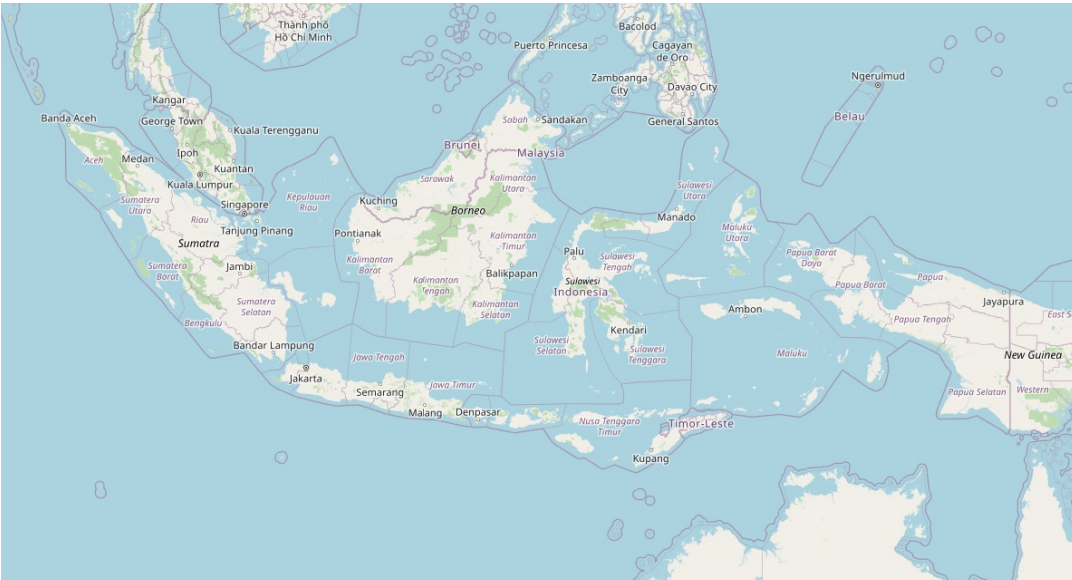 Thành phố
Hồ Chí Minh
Bacolod
Puerto Princesa
Cagayan
de Oro
Zamboanga
City
Davao City
Ngerulmud
Kangar
Banda Aceh
George Town
Kuala Terengganu
Sabah
Sandakan
General Santos
Belau
Ipoh
Brunei
Malaysia
Aceh
Medan
Kuantan
Kuala Lumpur
Sarawak
Kalimantan
Utara
Sulawesi
Utara
Sumatera
Utara
Kepulauan
Riau
Singapore
Kuching
Borneo
Manado
Riau
Tanjung Pinang
Pontianak
Maluku
Utara
Sumatra
Kalimantan
Timur
Palu
Papua Barat
Daya
Sumatera
Barat
Jambi
Kalimantan
Barat
Balikpapan
Sulawesi
Tengah
Papua
Kalimantan
Tengah
Sulawesi
Indonesia
Papua Barat
Sumatera
Selatan
Kalimantan
Selatan
Ambon
Jayapura
Bengkulu
Kendari
Papua Tengah
East S
Bandar Lampung
Jawa Tengah
Sulawesi
Selatan
Sulawesi
Tenggara
Maluku
New Guinea
Jakarta
Semarang
Jawa Timur
Papua Selatan
Western
Malang
Denpasar
Nusa Tenggara
Timur
Timor-Leste
Kupang